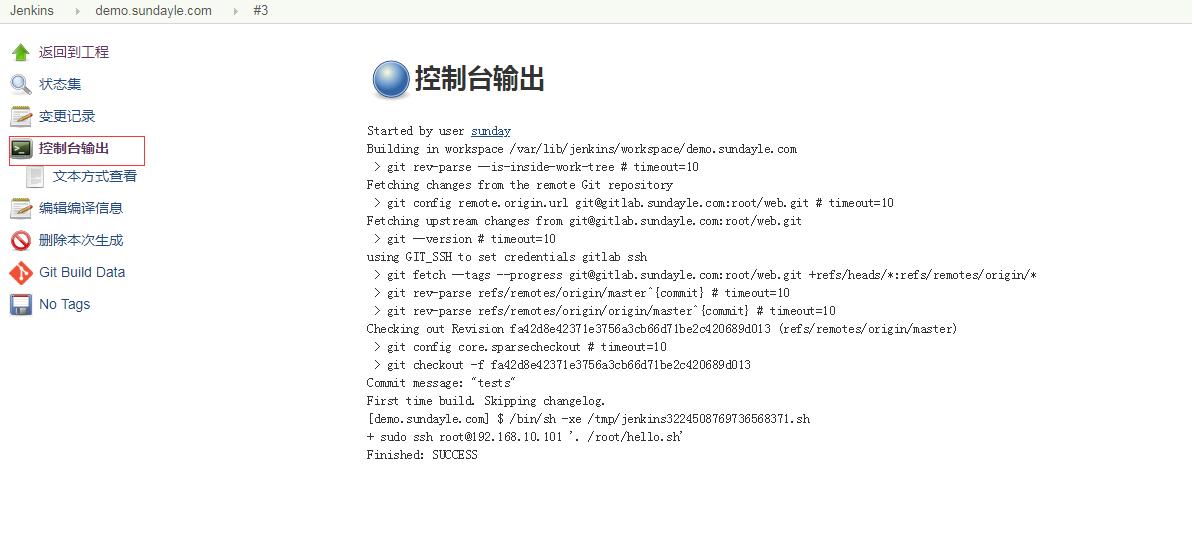 Jenkins demo.sundayle.com #3
返回到工程
状态集
变更记录
控制台输出
文本方式查看
编辑编译信息
删除本次生成
Git Build Data
No Tags
控制台输出
Started by user sunday
Building in workspace /var/lib/jenkins/workspace/demo.sundayle.com
> git rev-parse --is-inside-work-tree # timeout=10
Fetching changes from the remote Git repository
> git config remote.origin.url git@gitlab.sundayle.com:root/web.git # timeout=10
Fetching upstream changes from git@gitlab.sundayle.com:root/web.git
> git --version # timeout=10
using GIT_SSH to set credentials gitlab ssh
> git fetch --tags --progress git@gitlab.sundayle.com:root/web.git +refs/heads/*:refs/remotes/origin/*
> git rev-parse refs/remotes/origin/master^{commit} # timeout=10
> git rev-parse refs/remotes/origin/origin/master^{commit} # timeout=10
Checking out Revision fa42d8e42371e3756a3cb66d71be2c420689d013 (refs/remotes/origin/master)
> git config core.sparsecheckout # timeout=10
> git checkout -f fa42d8e42371e3756a3cb66d71be2c420689d013
Commit message: "tests"
First time build. Skipping changelog.
[demo.sundayle.com] $ /bin/sh -xe /tmp/jenkins3224508769736568371.sh
+ sudo ssh root@192.168.10.101 '. /root/hello.sh'
Finished: SUCCESS